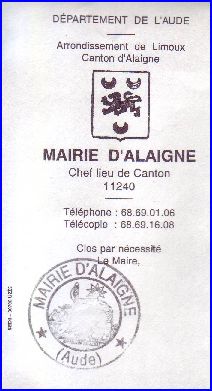 DÉPARTEMENT DE L'AUDE
Arrondissement de Limoux
Canton d'Alaigne
MAIRIE D'ALAIGNE
Chef lieu de Canton
11240
Téléphone : 68.69.01.06
Télécopie : 68.69.16.08
Clos par nécessité
Le Maire,
MAIRIE D'ALAIGNE
(Aude)